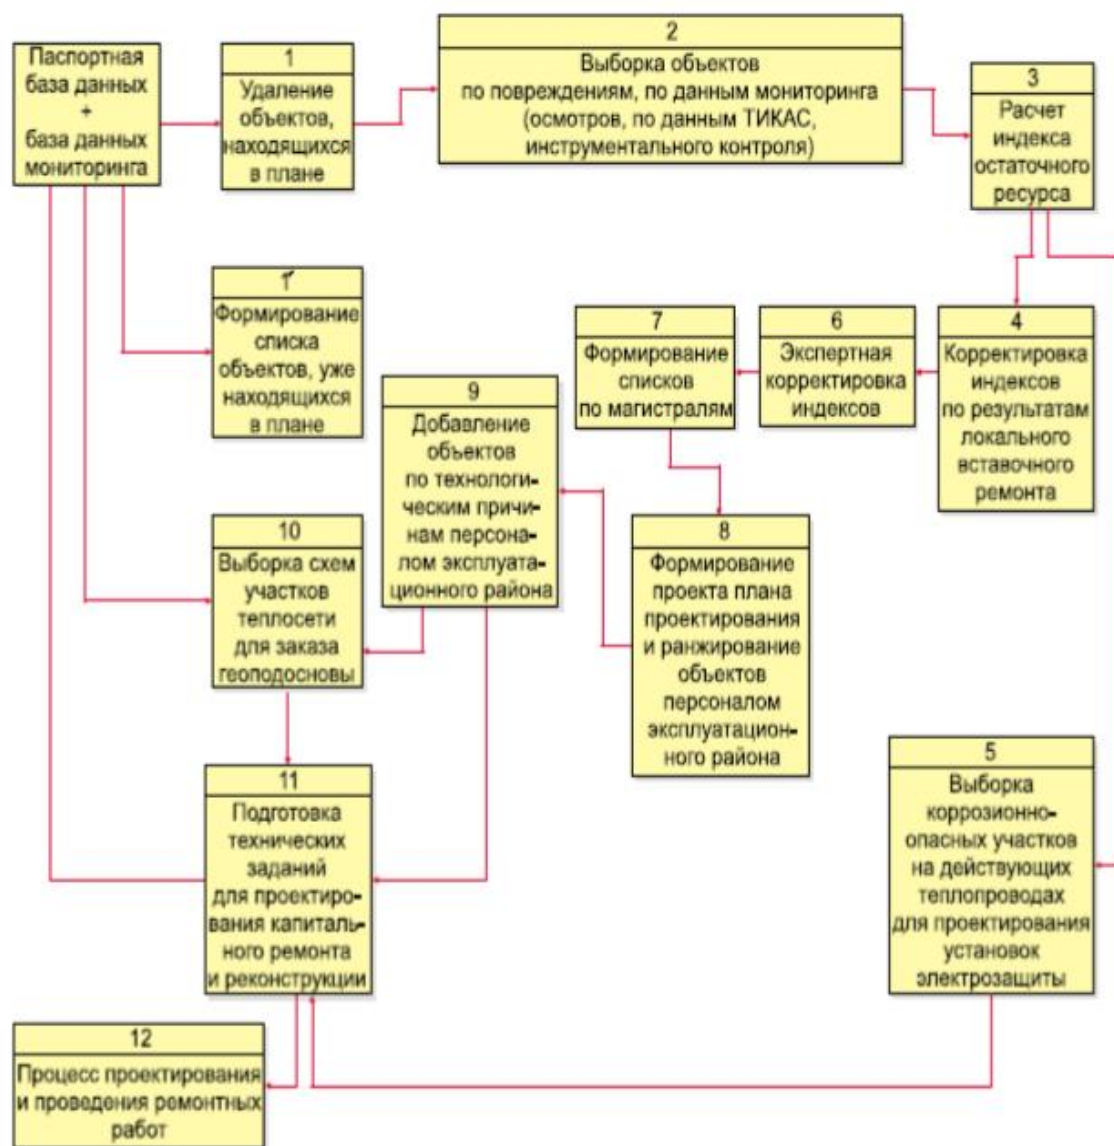 Паспортная
база данных
+
база данных
мониторинга
1
Удаление
объектов,
находящихся
в плане
2
Выборка объектов
по повреждениям, по данным мониторинга
(осмотров, по данным ТИКАС,
инструментального контроля)
3
Расчет
индекса
остаточного
ресурса
1'
Формирование
списка
объектов, уже
находящихся
в плане
9
Добавление
объектов
по технологи-
ческим причи-
нам персона-
лом эксплуата-
ционного района
7
Формирование
списков
по магистралям
6
Экспертная
корректировка
индексов
4
Корректировка
индексов
по результатам
локального
вставочного
ремонта
10
Выборка схем
участков
теплосети
для заказа
геоподосновы
8
Формирование
проекта плана
проектирования
и ранжирование
объектов
персоналом
эксплуатацион-
ного района
11
Подготовка
технических
заданий
для проектиро-
вания капиталь-
ного ремонта
и реконструкции
5
Выборка
коррозионно-
опасных участков
на действующих
теплопроводах
для проектирования
установок
электрозащиты
12
Процесс проектирования
и проведения ремонтных
работ